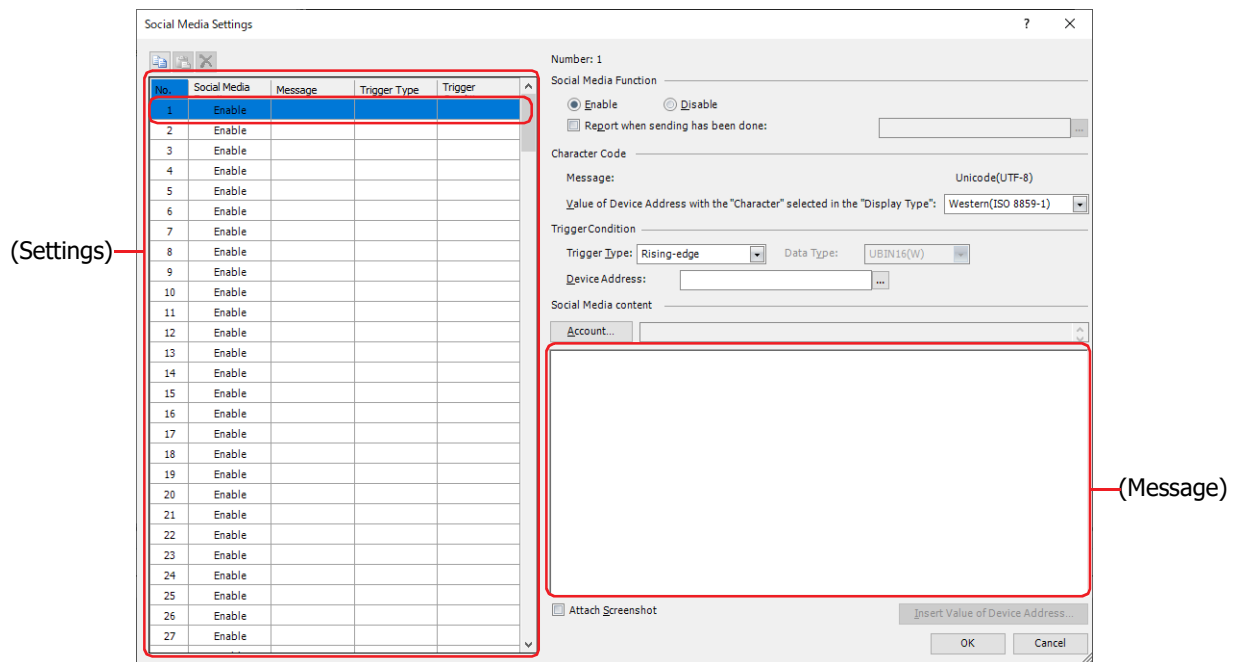 Social Media Settings ? ×
Number: 1
No. Social Media Message Trigger Type Trigger
1 Enable
2 Enable
3 Enable
4 Enable
5 Enable
6 Enable
7 Enable
8 Enable
9 Enable
10 Enable
11 Enable
12 Enable
13 Enable
14 Enable
15 Enable
16 Enable
17 Enable
18 Enable
19 Enable
20 Enable
21 Enable
22 Enable
23 Enable
24 Enable
25 Enable
26 Enable
27 Enable
Social Media Function
Enable Disable
Report when sending has been done: ...
Character Code
Message: Unicode(UTF-8)
Value of Device Address with the "Character" selected in the "Display Type": Western(ISO 8859-1)
TriggerCondition
Trigger Type: Rising-edge Data Type: UBIN16(W)
Device Address: ...
Social Media content
Account...
Attach Screenshot Insert Value of Device Address...
OK Cancel
(Settings)
(Message)